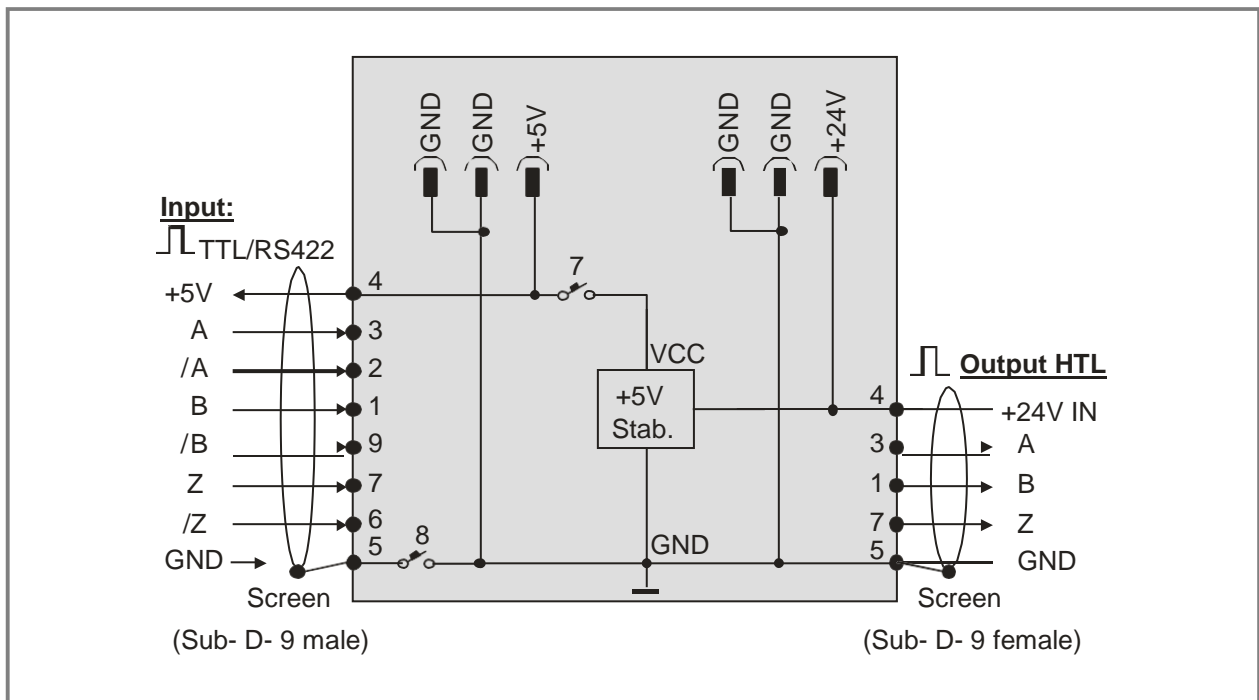 GND GND +5V
GND GND +24V
Input:
TTL/RS422
+5V 4
7
A 3
/A 2
B 1
/B 9
Z 7
/Z 6
GND 5
8
Screen
(Sub- D- 9 male)
VCC
+5V
Stab.
GND
Output HTL
4 +24V IN
3 A
1 B
7 Z
5 GND
Screen
(Sub- D- 9 female)